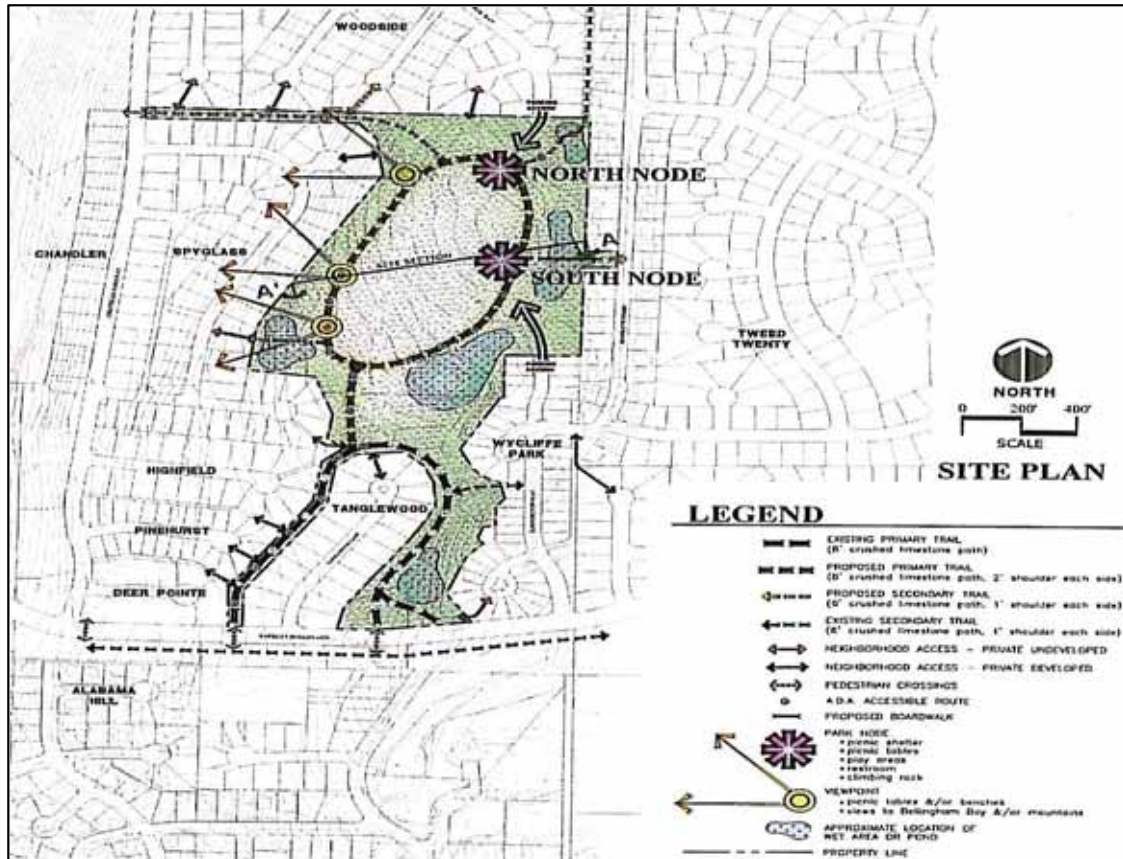 WOODSIDE
NORTH NODE
CHANDLER
SPYGLASS
SITE SECTION
A
A'
SOUTH NODE
TWEED
TWENTY
NORTH
0 200' 400'
SCALE
SITE PLAN
WYCLIFFE
PARK
HIGHFIELD
TANGLEWOOD
PINEHURST
DEER POINTE
ALABAMA
HILL
LEGEND
EXISTING PRIMARY TRAIL
(8' crushed limestone path)
PROPOSED PRIMARY TRAIL
(8' crushed limestone path, 2' shoulder each side)
PROPOSED SECONDARY TRAIL
(6' crushed limestone path, 1' shoulder each side)
EXISTING SECONDARY TRAIL
(6' crushed limestone path, 1' shoulder each side)
NEIGHBORHOOD ACCESS - PRIVATE UNDEVELOPED
NEIGHBORHOOD ACCESS - PRIVATE DEVELOPED
PEDESTRIAN CROSSINGS
A.D.A. ACCESSIBLE ROUTE
PROPOSED BOARDWALK
PARK NODE
• picnic shelter
• picnic tables
• play areas
• restroom
• climbing rock
VIEWPOINT
• picnic tables &/or benches
• views to Bellingham Bay &/or mountains
APPROXIMATE LOCATION OF
WET AREA OR POND
PROPERTY LINE